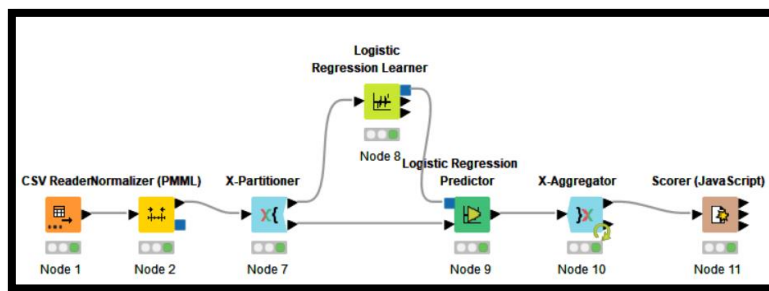 Logistic
Regression Learner
Node 8
CSV Reader
Normalizer (PMML)
X-Partitioner
Logistic Regression
Predictor
X-Aggregator
Scorer (JavaScript)
X{
}X
Node 1
Node 2
Node 7
Node 9
Node 10
Node 11